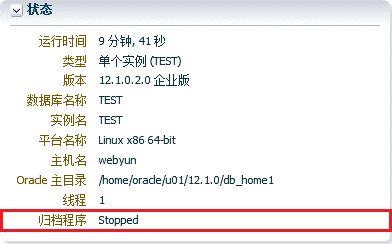 状态
运行时间 9 分钟, 41 秒
类型 单个实例 (TEST)
版本 12.1.0.2.0 企业版
数据库名称 TEST
实例名 TEST
平台名称 Linux x86 64-bit
主机名 webyun
Oracle 主目录 /home/oracle/u01/12.1.0/db_home1
线程 1
归档程序 Stopped